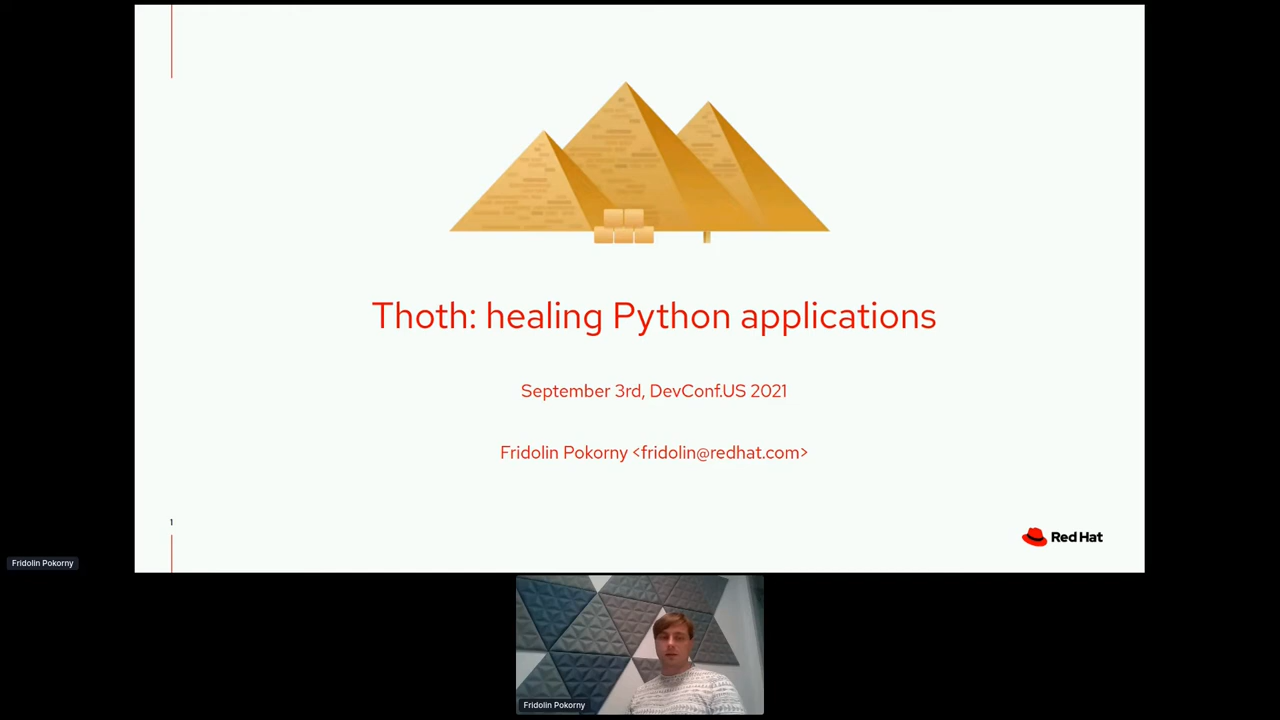 Thoth: healing Python applications
September 3rd, DevConf.US 2021
Fridolin Pokorny <fridolin@redhat.com>
1
Red Hat
Fridolin Pokorny
Fridolin Pokorny